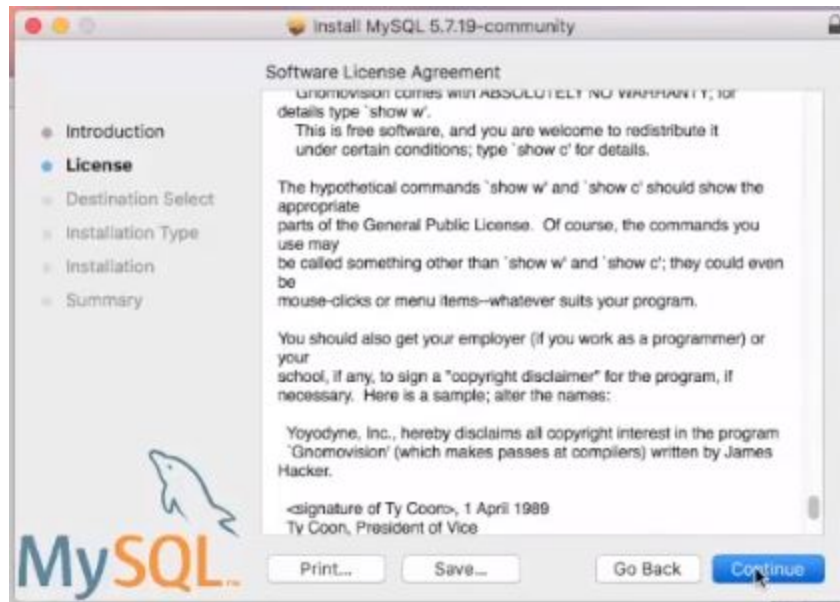 Install MySQL 5.7.19-community
Software License Agreement
Introduction
License
Destination Select
Installation Type
Installation
Summary
Gnomovision comes with ABSOLUTELY NO WARRANTY; for
details type `show w'.
This is free software, and you are welcome to redistribute it
under certain conditions; type `show c' for details.
The hypothetical commands `show w' and `show c' should show the
appropriate
parts of the General Public License. Of course, the commands you
use may
be called something other than `show w' and `show c'; they could even
be
mouse-clicks or menu items--whatever suits your program.
You should also get your employer (if you work as a programmer) or
your
school, if any, to sign a "copyright disclaimer" for the program, if
necessary. Here is a sample; alter the names:
Yoyodyne, Inc., hereby disclaims all copyright interest in the program
`Gnomovision' (which makes passes at compilers) written by James
Hacker.
<signature of Ty Coon>, 1 April 1989
Ty Coon, President of Vice
MySQL™
Print...
Save...
Go Back
Continue